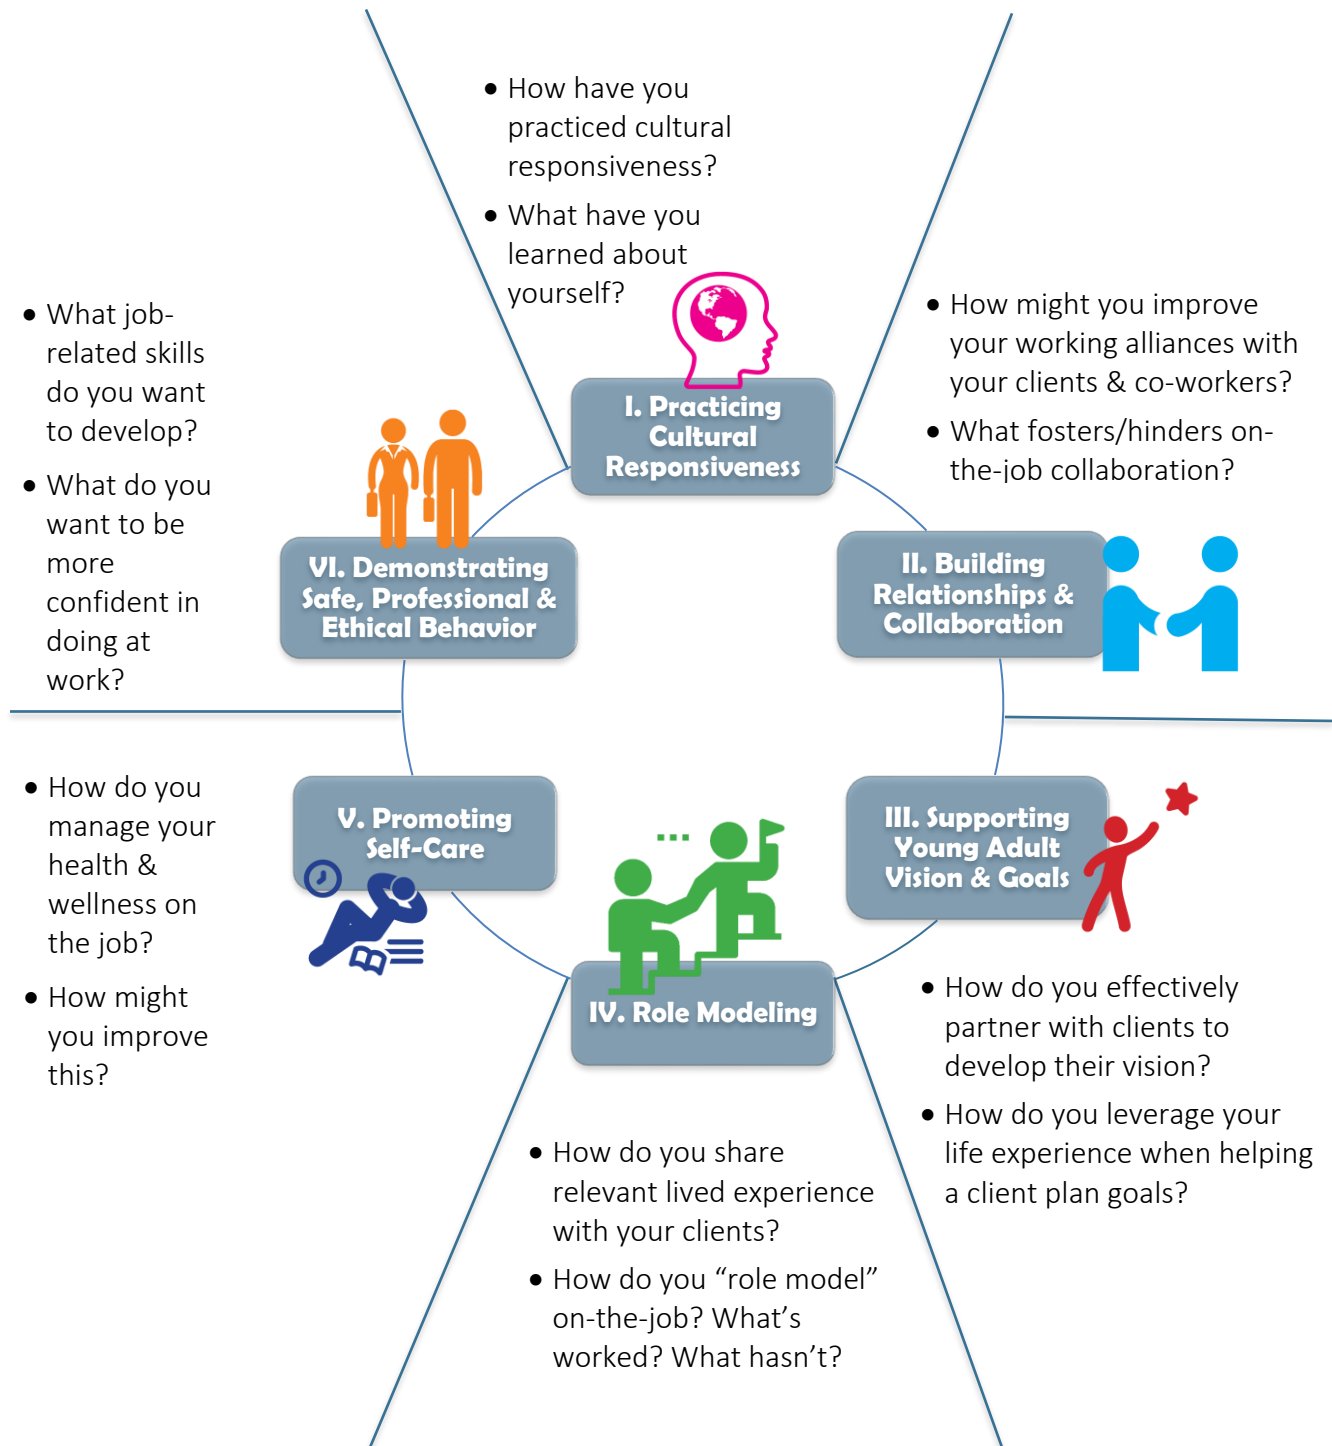 • How have you
practiced cultural
responsiveness?
• What have you
learned about
yourself?
I. Practicing
Cultural
Responsiveness
• How might you improve
your working alliances with
your clients & co-workers?
• What fosters/hinders on-
the-job collaboration?
II. Building
Relationships &
Collaboration
III. Supporting
Young Adult
Vision & Goals
• How do you effectively
partner with clients to
develop their vision?
• How do you leverage your
life experience when helping
a client plan goals?
IV. Role Modeling
• How do you share
relevant lived experience
with your clients?
• How do you “role model”
on-the-job? What’s
worked? What hasn’t?
V. Promoting
Self-Care
• How do you
manage your
health &
wellness on
the job?
• How might
you improve
this?
VI. Demonstrating
Safe, Professional &
Ethical Behavior
• What job-
related skills
do you want
to develop?
• What do you
want to be
more
confident in
doing at
work?